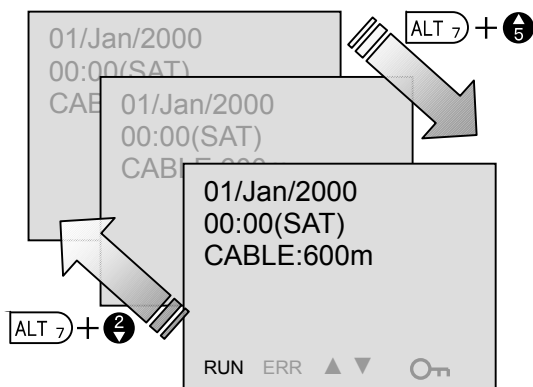 01/Jan/2000
00:00(SAT)
CAB
ALT 7 + 5
01/Jan/2000
00:00(SAT)
CABLE:600m
01/Jan/2000
00:00(SAT)
CABLE:600m
ALT 7 + 2
RUN ERR